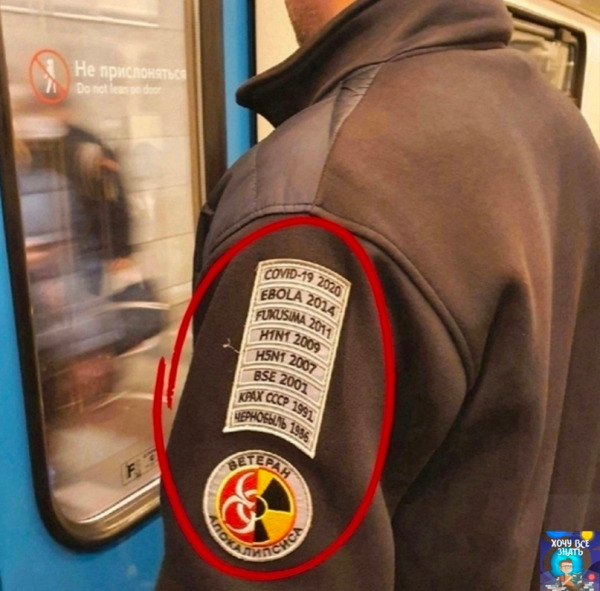 Не прислоняться
Do not lean on door
COVID-19 2020
EBOLA 2014
FUKUSIMA 2011
H1N1 2009
H5N1 2007
BSE 2001
КРАХ СССР 1991
ЧЕРНОБЫЛЬ 1986
ВЕТЕРАН
АПОКАЛИПСИСА
F
ХОЧУ ВСЕ
ЗНАТЬ